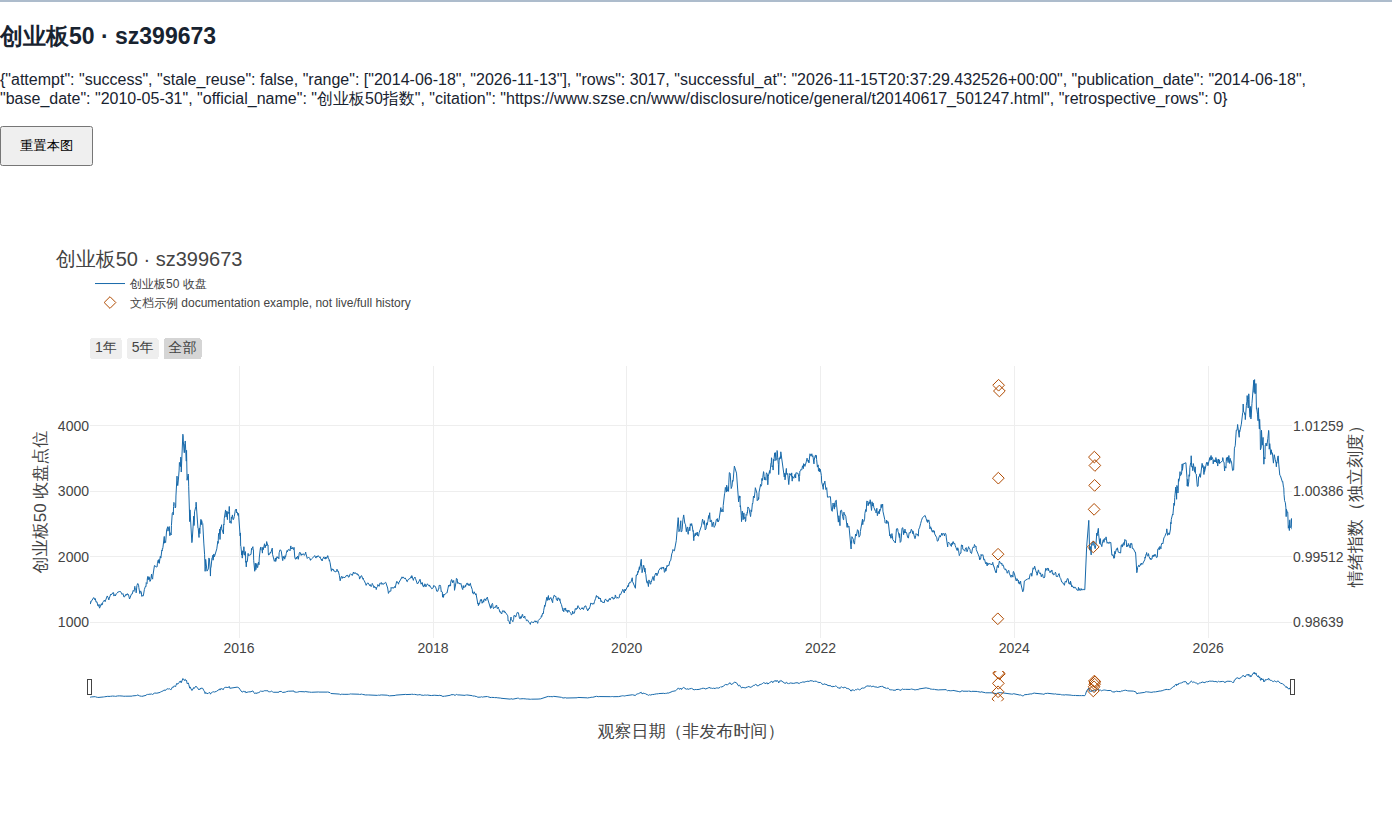 创业板50 · sz399673
{"attempt": "success", "stale_reuse": false, "range": ["2014-06-18", "2026-11-13"], "rows": 3017, "successful_at": "2026-11-15T20:37:29.432526+00:00", "publication_date": "2014-06-18",
"base_date": "2010-05-31", "official_name": "创业板50指数", "citation": "https://www.szse.cn/www/disclosure/notice/general/t20140617_501247.html", "retrospective_rows": 0}
重置本图
创业板50 · sz399673
创业板50 收盘
文档示例 documentation example, not live/full history
1年 5年 全部
创业板50 收盘点位
4000
3000
2000
1000
1.01259
1.00386
0.99512
0.98639
情绪指数（独立刻度）
2016 2018 2020 2022 2024 2026
观察日期（非发布时间）